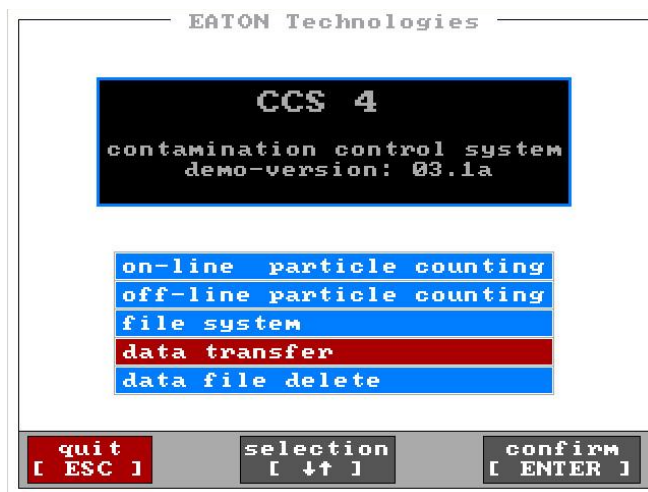 EATON Technologies
CCS 4
contamination control system
demo-version: 03.1a
on-line particle counting
off-line particle counting
file system
data transfer
data file delete
quit
[ ESC ]
selection
[ ↓↑ ]
confirm
[ ENTER ]